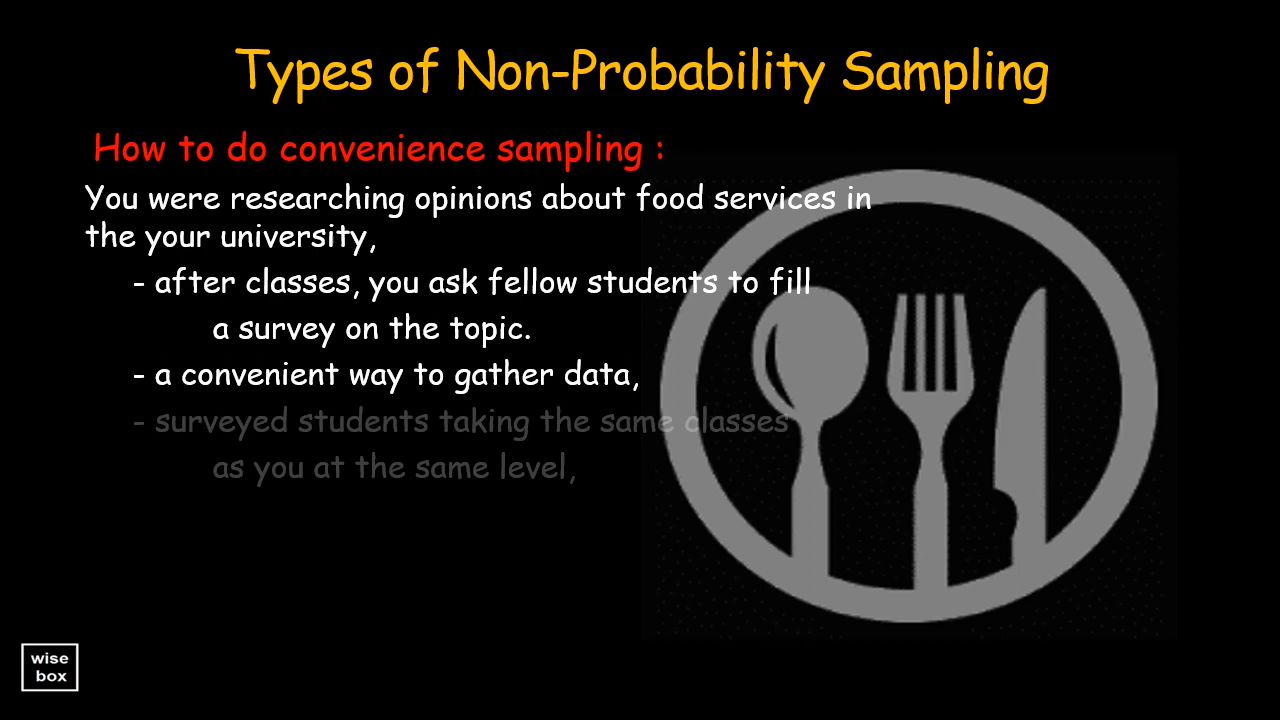 Types of Non-Probability Sampling
How to do convenience sampling :
You were researching opinions about food services in
the your university,
- after classes, you ask fellow students to fill
a survey on the topic.
- a convenient way to gather data,
- surveyed students taking the same classes
as you at the same level,
wise
box